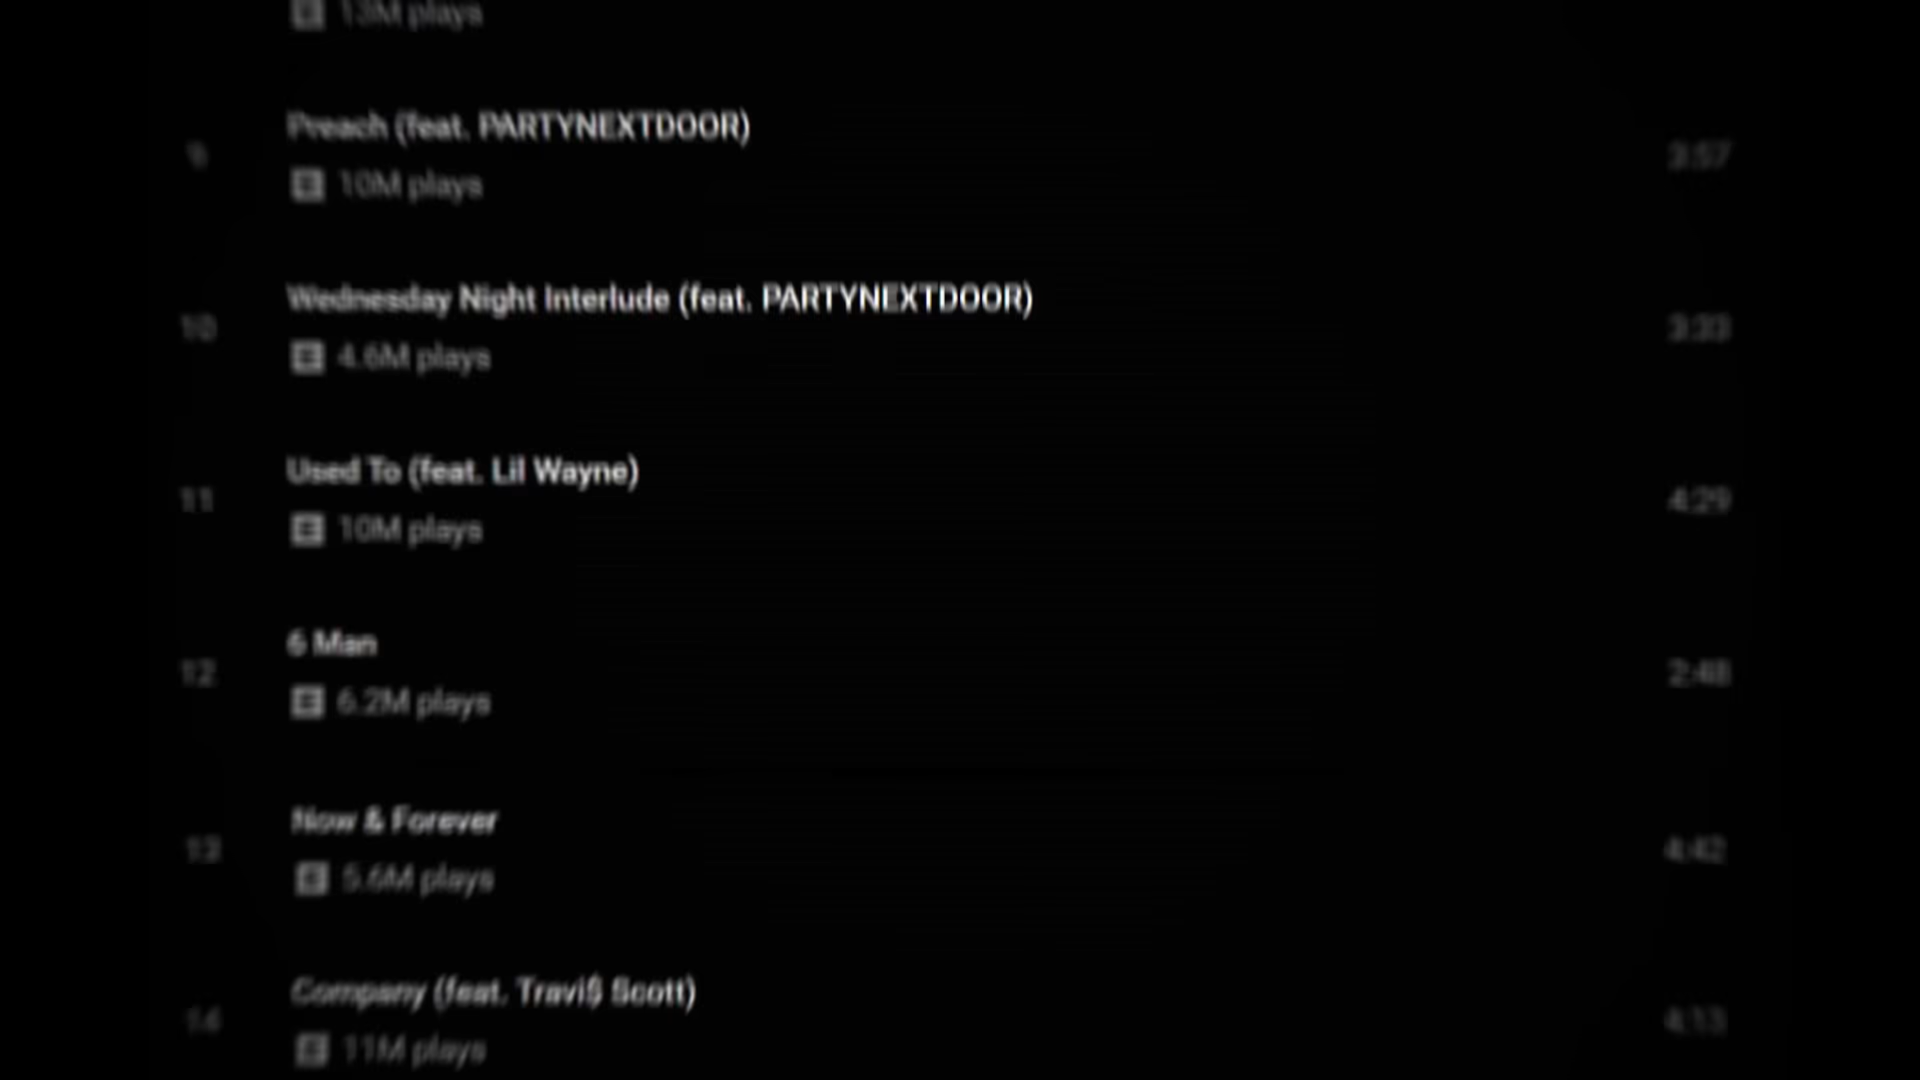 13M plays
Preach (feat. PARTYNEXTDOOR)
9
3:57
E 10M plays
Wednesday Night Interlude (feat. PARTYNEXTDOOR)
10
3:33
E 4.6M plays
Used To (feat. Lil Wayne)
11
4:29
E 10M plays
6 Man
12
2:48
E 6.2M plays
Now & Forever
13
4:42
E 5.6M plays
Company (feat. Travi$ Scott)
14
4:13
E 11M plays